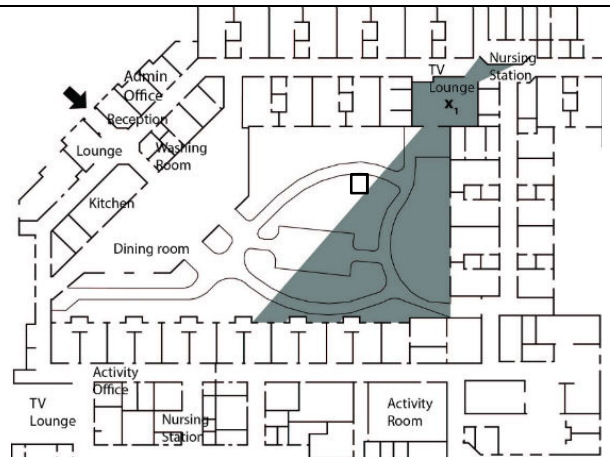 TV
Lounge
x1
Nursing
Station
Admin
Office
Reception
Lounge
Washing
Room
Kitchen
Dining room
Activity
Office
TV
Lounge
Nursing
Station
Activity
Room